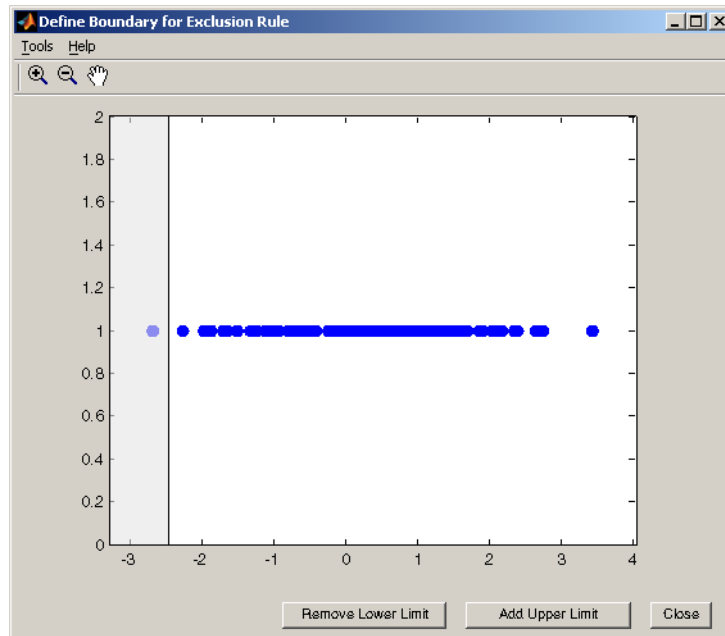 Define Boundary for Exclusion Rule
Tools Help
2
1.8
1.6
1.4
1.2
1
0.8
0.6
0.4
0.2
0
-3 -2 -1 0 1 2 3 4
Remove Lower Limit Add Upper Limit Close